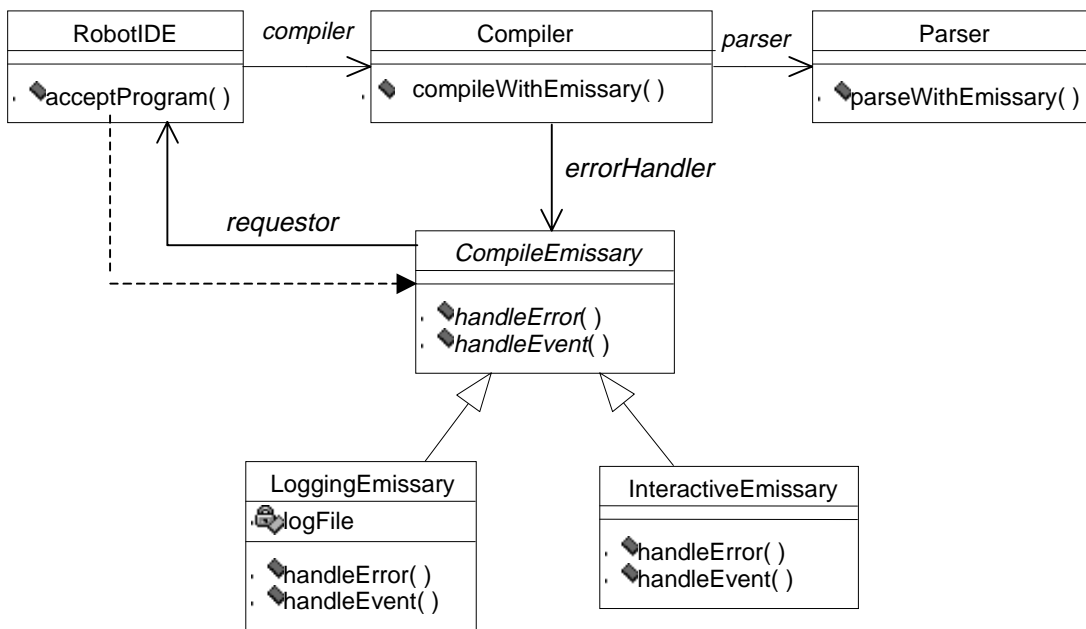 RobotIDE
acceptProgram( )
compiler
Compiler
compileWithEmissary( )
parser
Parser
parseWithEmissary( )
errorHandler
requestor
CompileEmissary
handleError( )
handleEvent( )
LoggingEmissary
logFile
handleError( )
handleEvent( )
InteractiveEmissary
handleError( )
handleEvent( )